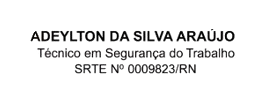 ADEYLTON DA SILVA ARAÚJO
Técnico em Segurança do Trabalho
SRTE Nº 0009823/RN